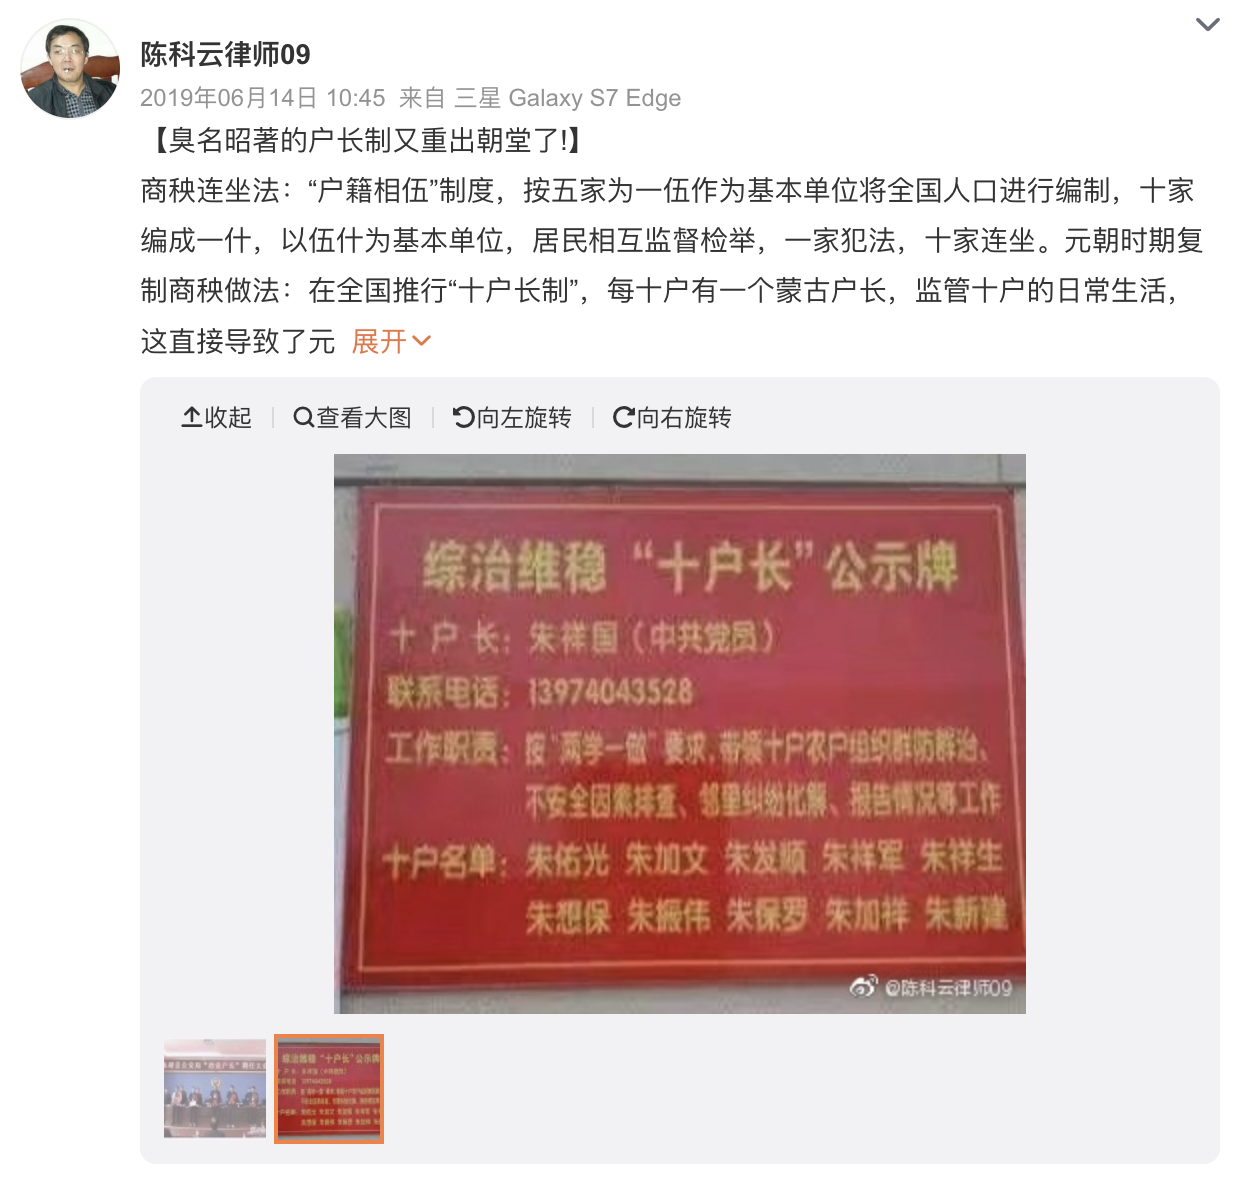 陈科云律师09
2019年06月14日 10:45 来自 三星 Galaxy S7 Edge
【臭名昭著的户长制又重出朝堂了!】
商秧连坐法：“户籍相伍”制度，按五家为一伍作为基本单位将全国人口进行编制，十家
编成一什，以伍什为基本单位，居民相互监督检举，一家犯法，十家连坐。元朝时期复
制商秧做法：在全国推行“十户长制”，每十户有一个蒙古户长，监管十户的日常生活，
这直接导致了元 展开
收起 查看大图 向左旋转 向右旋转
综治维稳“十户长”公示牌
十户长：朱祥国（中共党员）
联系电话：13974043528
工作职责：按“两学一做”要求、带领十户农户组织群防群治、
不安全因素排查、邻里纠纷化解、报告情况等工作
十户名单：朱佑光 朱加文 朱发顺 朱祥军 朱祥生
朱想保 朱振伟 朱保罗 朱加祥 朱新建
@陈科云律师09